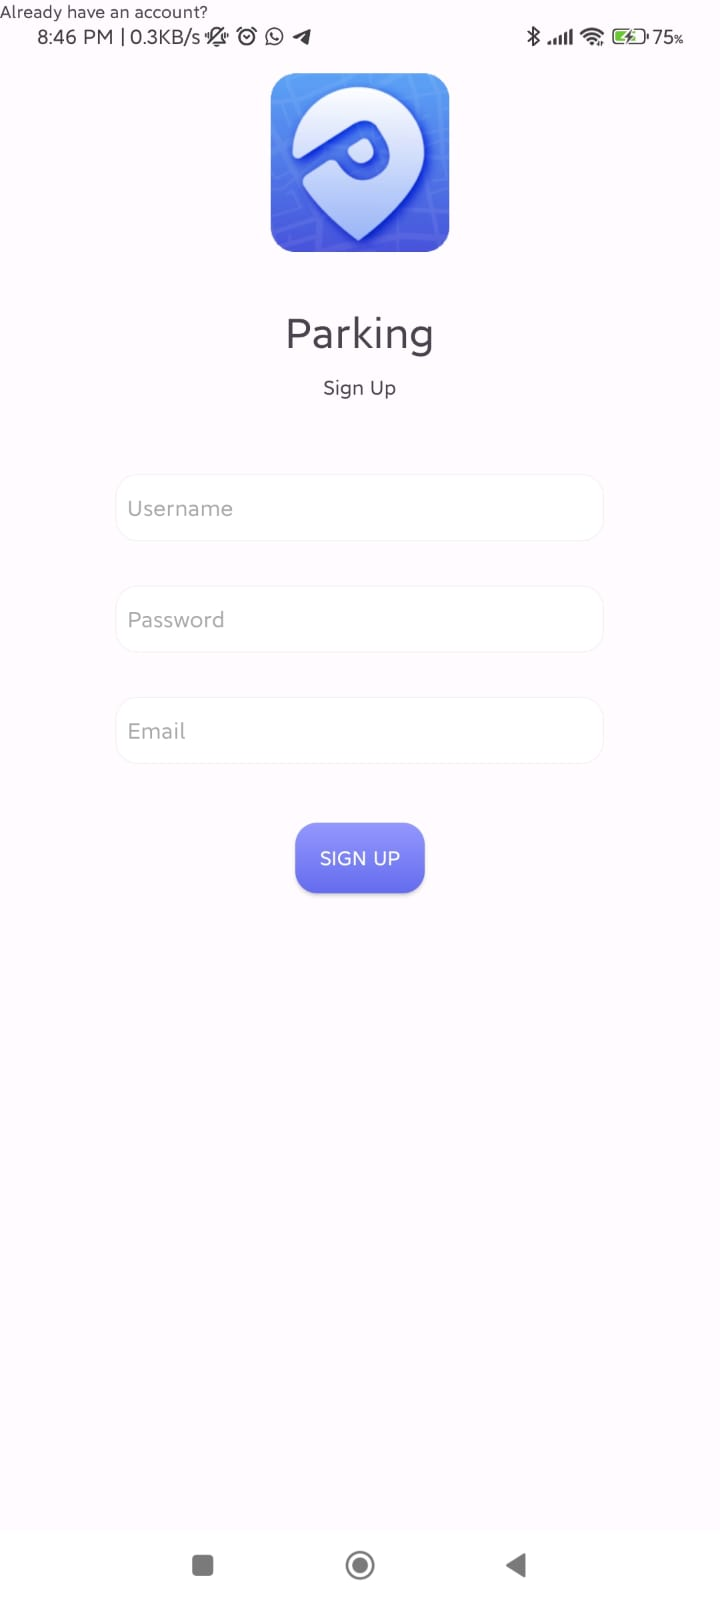 Already have an account?
8:46 PM | 0.3KB/s 75%
Parking
Sign Up
Username
Password
Email
SIGN UP